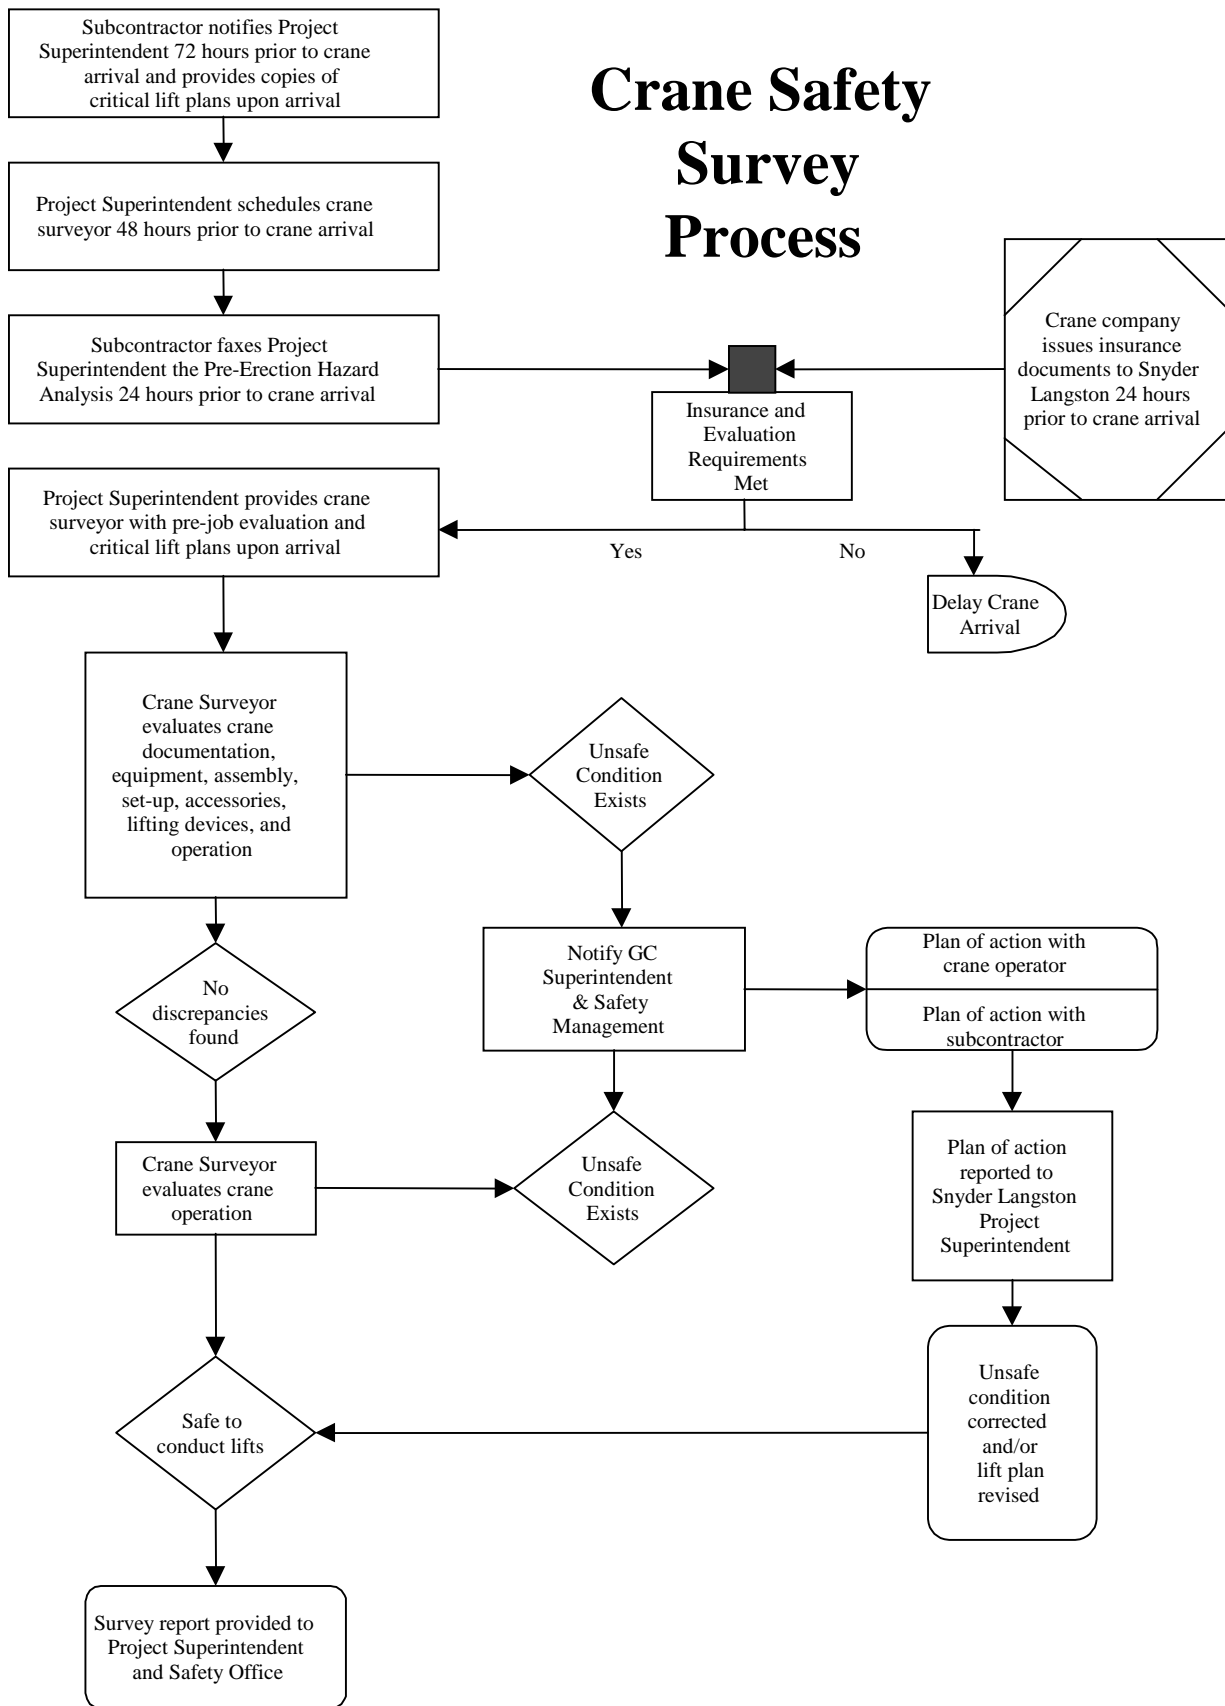 Subcontractor notifies Project
Superintendent 72 hours prior to crane
arrival and provides copies of
critical lift plans upon arrival
Crane Safety
Survey
Process
Project Superintendent schedules crane
surveyor 48 hours prior to crane arrival
Subcontractor faxes Project
Superintendent the Pre-Erection Hazard
Analysis 24 hours prior to crane arrival
Crane company
issues insurance
documents to Snyder
Langston 24 hours
prior to crane arrival
Insurance and
Evaluation
Requirements
Met
Project Superintendent provides crane
surveyor with pre-job evaluation and
critical lift plans upon arrival
Yes
No
Delay Crane
Arrival
Crane Surveyor
evaluates crane
documentation,
equipment, assembly,
set-up, accessories,
lifting devices, and
operation
Unsafe
Condition
Exists
No
discrepancies
found
Notify GC
Superintendent
& Safety
Management
Plan of action with
crane operator
Plan of action with
subcontractor
Crane Surveyor
evaluates crane
operation
Unsafe
Condition
Exists
Plan of action
reported to
Snyder Langston
Project
Superintendent
Safe to
conduct lifts
Unsafe
condition
corrected
and/or
lift plan
revised
Survey report provided to
Project Superintendent
and Safety Office